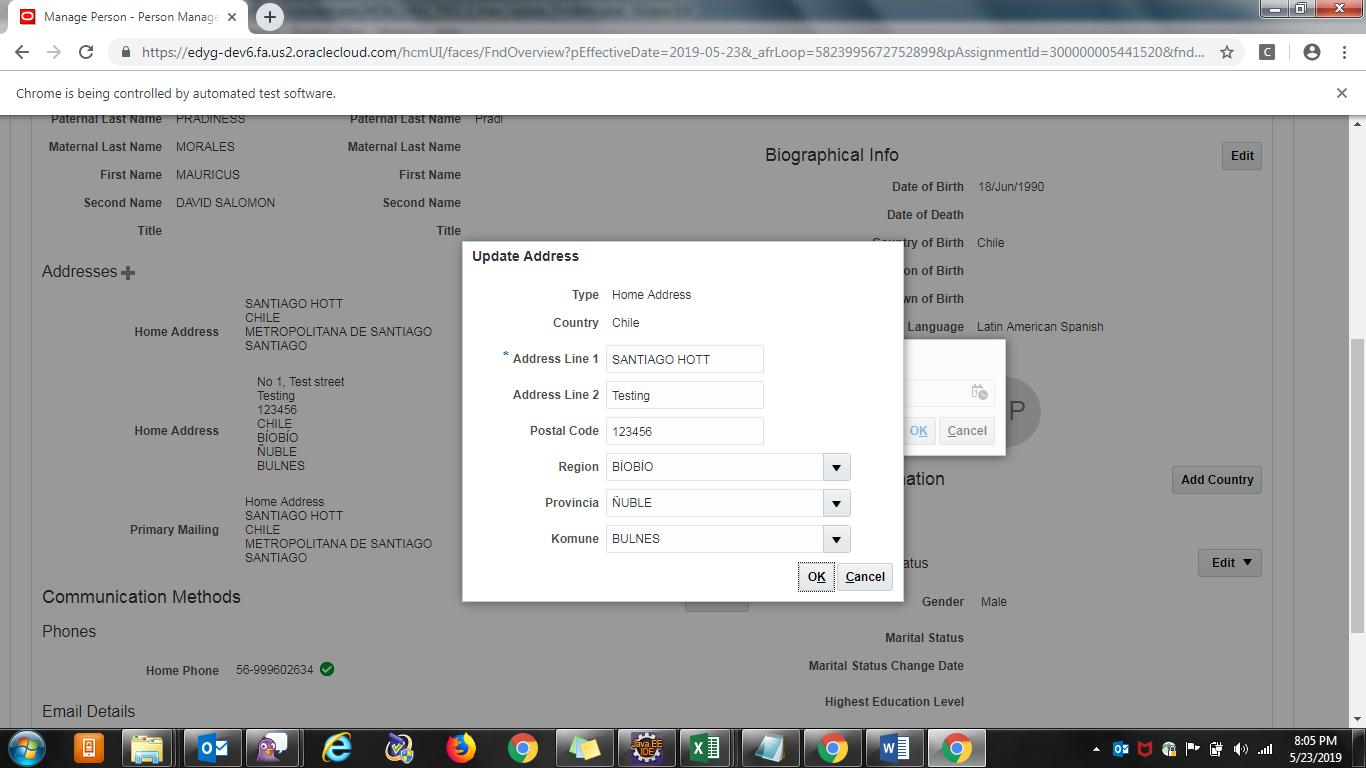 Manage Person - Person Manage
https://edyg-dev6.fa.us2.oraclecloud.com/hcmUI/faces/FndOverview?pEffectiveDate=2019-05-23&_afrLoop=5823995672752899&pAssignmentId=300000005441520&fnd...
Chrome is being controlled by automated test software.
Paternal Last Name PRADINESS Paternal Last Name Pradi
Maternal Last Name MORALES Maternal Last Name
First Name MAURICUS First Name
Second Name DAVID SALOMON Second Name
Title Title
Addresses
Home Address
SANTIAGO HOTT
CHILE
METROPOLITANA DE SANTIAGO
SANTIAGO
Home Address
No 1, Test street
Testing
123456
CHILE
BÍOBÍO
ÑUBLE
BULNES
Primary Mailing
Home Address
SANTIAGO HOTT
CHILE
METROPOLITANA DE SANTIAGO
SANTIAGO
Communication Methods
Phones
Home Phone 56-999602634
Email Details
Update Address
Type Home Address
Country Chile
* Address Line 1 SANTIAGO HOTT
Address Line 2 Testing
Postal Code 123456
Region BÍOBÍO
Provincia ÑUBLE
Komune BULNES
OK Cancel
Biographical Info Edit
Date of Birth 18/Jun/1990
Date of Death
Country of Birth Chile
on of Birth
wn of Birth
Language Latin American Spanish
P
OK Cancel
ation Add Country
atus Edit
Gender Male
Marital Status
Marital Status Change Date
Highest Education Level
8:05 PM
5/23/2019